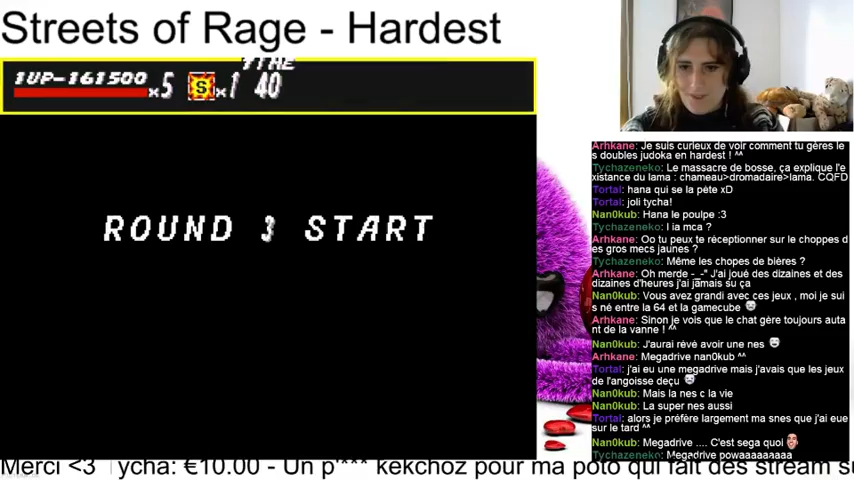 Streets of Rage - Hardest
TIME
1UP-161500 ×5 S ×1 40
ROUND 3 START
Arhkane: Je suis curieux de voir comment tu gères le
s doubles judoka en hardest ! ^^
Tychazeneko: Le massacre de bosse, ça explique l'e
xistance du lama : chameau>dromadaire>lama. CQFD
Tortal: hana qui se la pète xD
Tortal: joli tycha!
Nan0kub: Hana le poulpe :3
Tychazeneko: l ia mca ?
Arhkane: Oo tu peux te réceptionner sur le choppes d
es gros mecs jaunes ?
Tychazeneko: Même les chopes de bières ?
Arhkane: Oh merde -_-" J'ai joué des dizaines et des
dizaines d'heures j'ai jamais su ça
Nan0kub: Vous avez grandi avec ces jeux , moi je sui
s né entre la 64 et la gamecube
Arhkane: Sinon je vois que le chat gère toujours auta
nt de la vanne ! ^^
Nan0kub: J'aurai rêvé avoir une nes
Arhkane: Megadrive nan0kub ^^
Tortal: j'ai eu une megadrive mais j'avais que les jeux
de l'angoisse deçu
Nan0kub: Mais la nes c la vie
Nan0kub: La super nes aussi
Tortal: alors je préfère largement ma snes que j'ai eue
sur le tard ^^
Nan0kub: Megadrive .... C'est sega quoi
Tychazeneko: Megadrive powaaaaaaaaa
Merci <3 Tycha: €10.00 - Un p'*** kekchoz pour ma poto qui fait des stream su